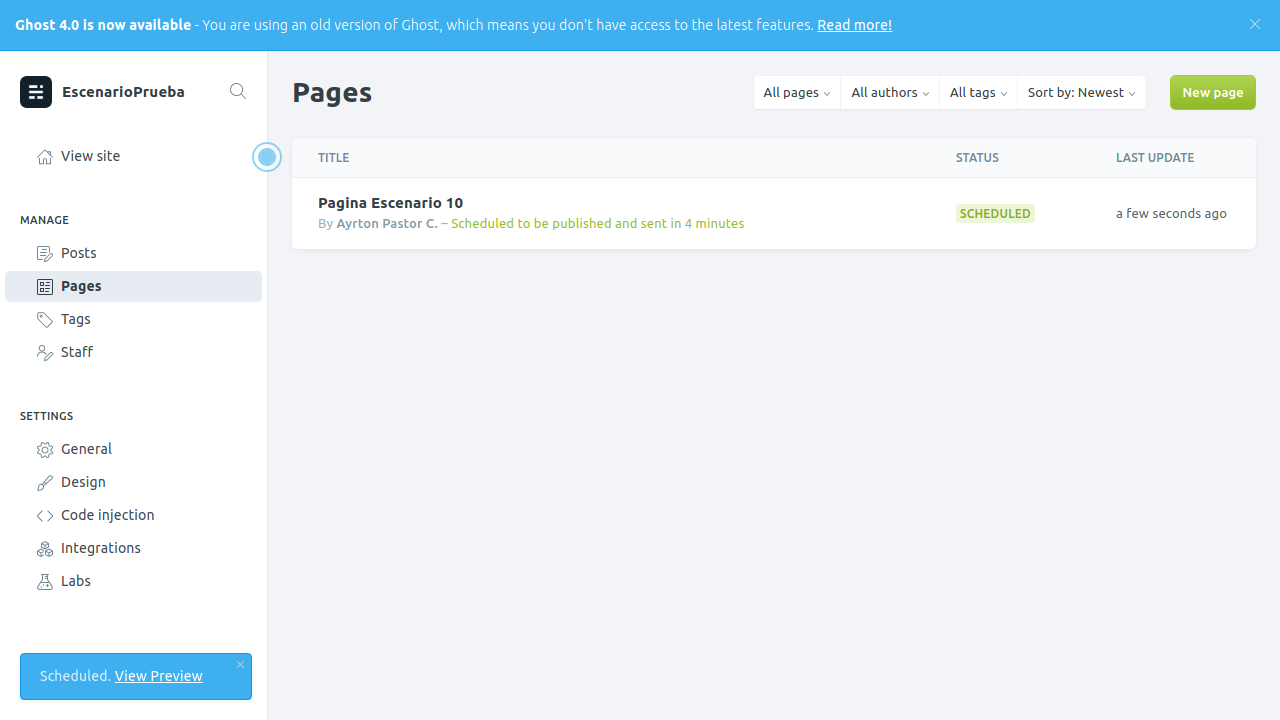 Ghost 4.0 is now available - You are using an old version of Ghost, which means you don't have access to the latest features. Read more!
EscenarioPrueba
View site
MANAGE
Posts
Pages
Tags
Staff
SETTINGS
General
Design
Code injection
Integrations
Labs
Scheduled. View Preview
Pages
All pages
All authors
All tags
Sort by: Newest
New page
TITLE
STATUS
LAST UPDATE
Pagina Escenario 10
By Ayrton Pastor C. – Scheduled to be published and sent in 4 minutes
SCHEDULED
a few seconds ago